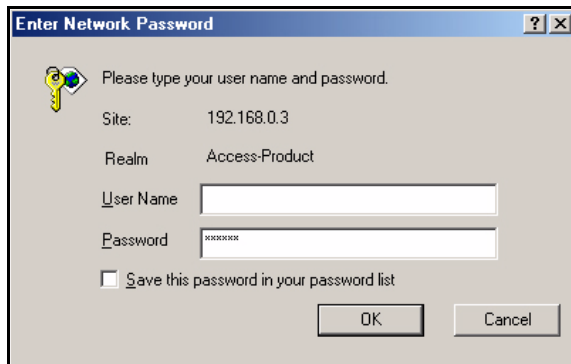 Enter Network Password
Please type your user name and password.
Site: 192.168.0.3
Realm Access-Product
User Name
Password xxxxxx
Save this password in your password list
OK Cancel